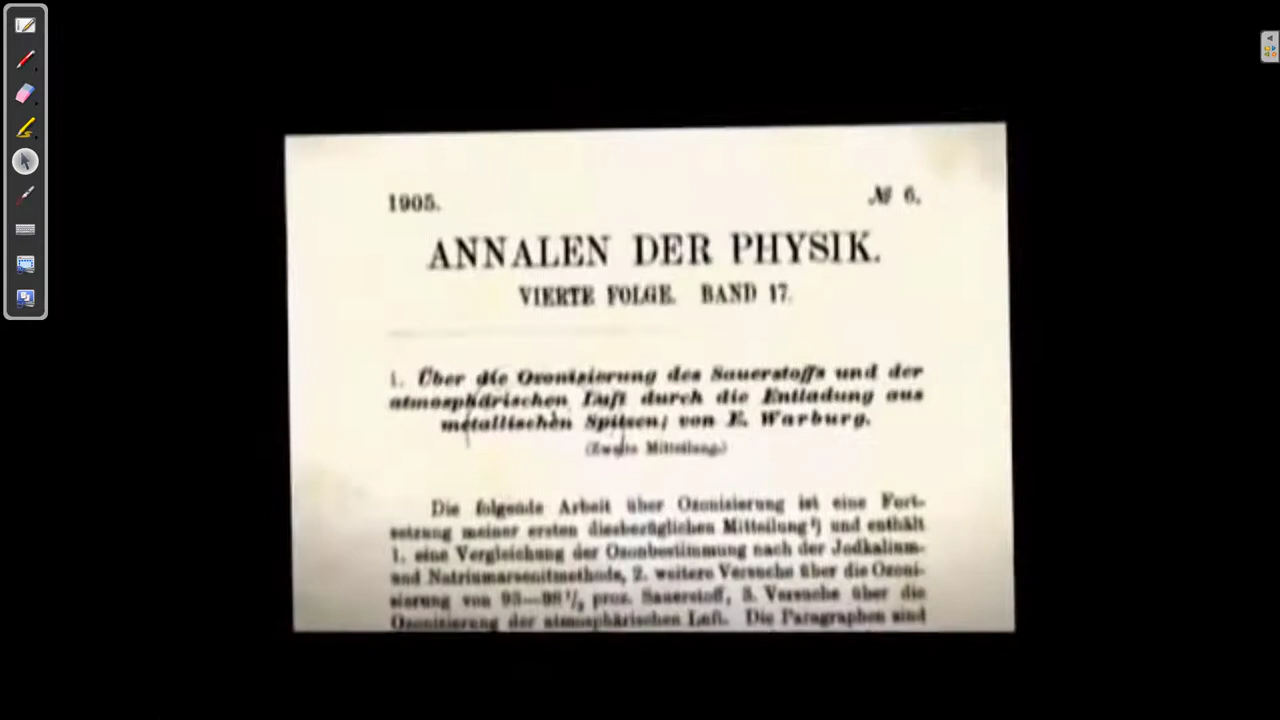 1905.
№ 6.
ANNALEN DER PHYSIK.
VIERTE FOLGE. BAND 17.
1. Über die Ozonisierung des Sauerstoffs und der
atmosphärischen Luft durch die Entladung aus
metallischen Spitzen; von E. Warburg.
(Zweite Mitteilung.)
Die folgende Arbeit über Ozonisierung ist eine Fort-
setzung meiner ersten diesbezüglichen Mitteilung¹) und enthält
1. eine Vergleichung der Ozonbestimmung nach der Jodkalium-
und Natriumarsenitmethode, 2. weitere Versuche über die Ozoni-
sierung von 93—98½ proz. Sauerstoff, 3. Versuche über die
Ozonisierung der atmosphärischen Luft. Die Paragraphen sind